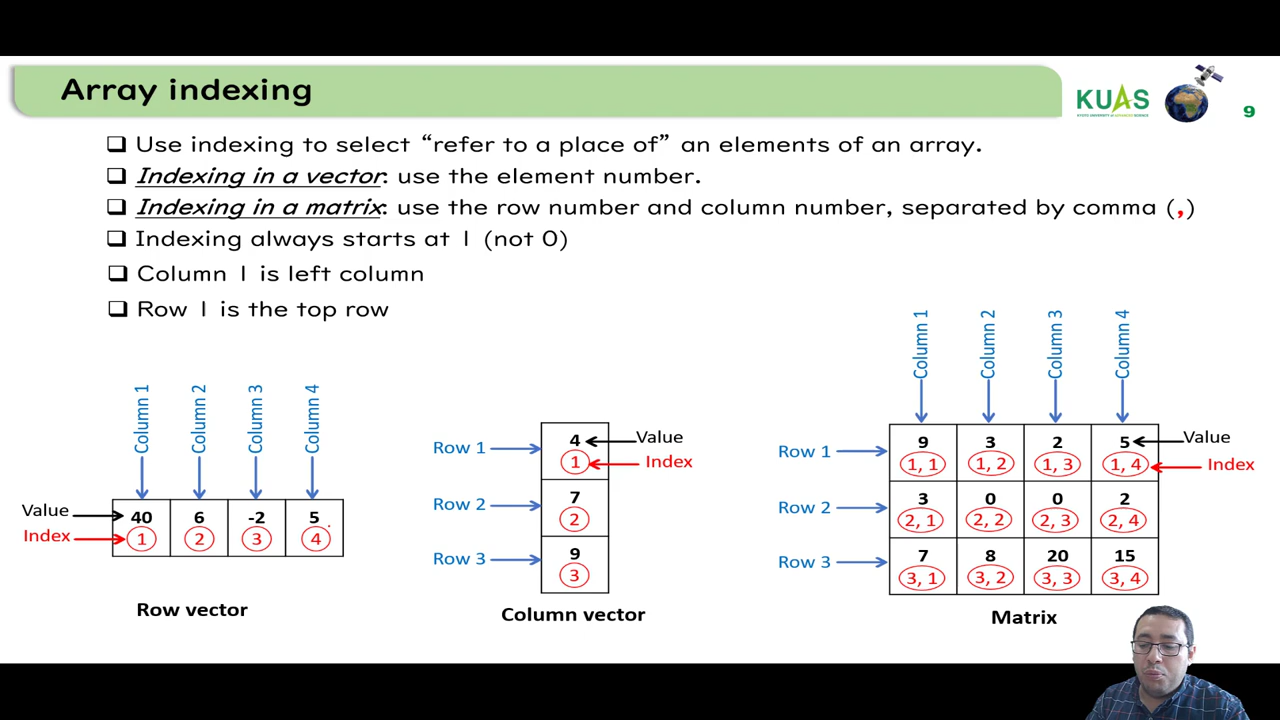 Array indexing
KUAS
KYOTO UNIVERSITY OF ADVANCED SCIENCE
9
❑ Use indexing to select “refer to a place of” an elements of an array.
❑ Indexing in a vector: use the element number.
❑ Indexing in a matrix: use the row number and column number, separated by comma (,)
❑ Indexing always starts at 1 (not 0)
❑ Column 1 is left column
❑ Row 1 is the top row
Column 1 Column 2 Column 3 Column 4
Value 40 6 -2 5
Index 1 2 3 4
Row vector
Row 1 4 Value
1 Index
Row 2 7
2
Row 3 9
3
Column vector
Column 1 Column 2 Column 3 Column 4
Row 1 9 3 2 5 Value
1, 1 1, 2 1, 3 1, 4 Index
Row 2 3 0 0 2
2, 1 2, 2 2, 3 2, 4
Row 3 7 8 20 15
3, 1 3, 2 3, 3 3, 4
Matrix